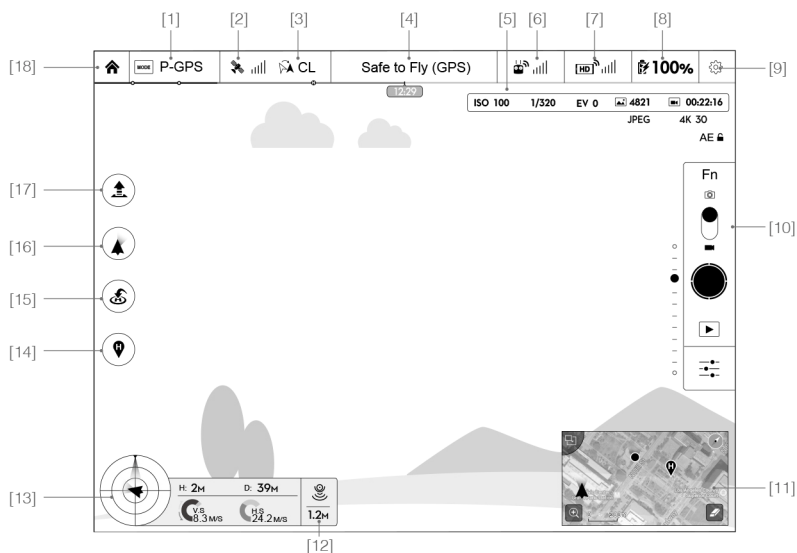 [1] [2] [3] [4] [5] [6] [7] [8]
[18] MODE P-GPS CL Safe to Fly (GPS) HD 100% [9]
12:29
ISO 100 1/320 EV 0 4821 00:22:16
JPEG 4K 30
AE
Fn
[17]
[10]
[16]
[15]
[14] H
H
[13] H: 2M D: 39M [11]
V.S 8.3 M/S H.S 24.2 M/S 1.2M
[12]